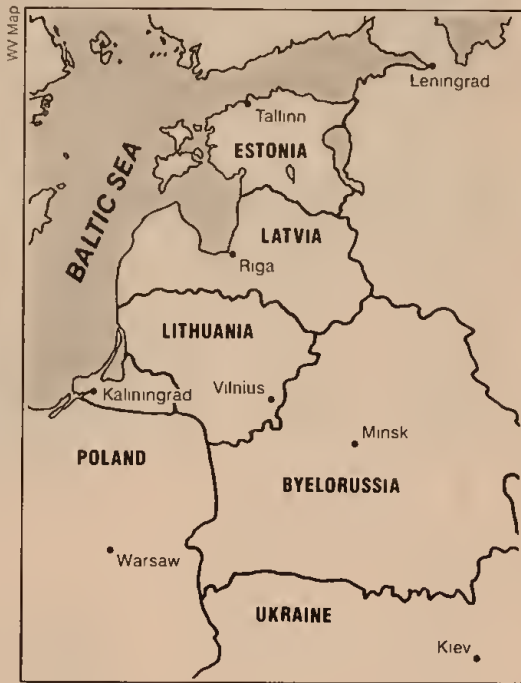 WV Map
Leningrad
Tallinn
ESTONIA
BALTIC SEA
LATVIA
Riga
LITHUANIA
Kaliningrad
Vilnius
Minsk
POLAND
BYELORUSSIA
Warsaw
UKRAINE
Kiev